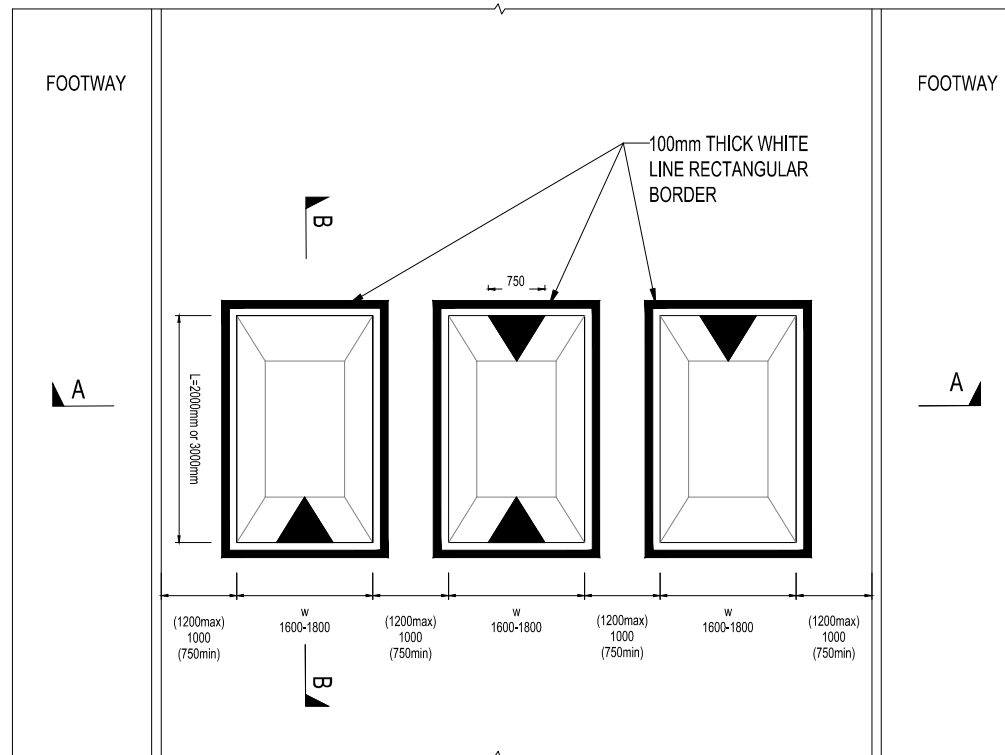 FOOTWAY
FOOTWAY
100mm THICK WHITE
LINE RECTANGULAR
BORDER
B
750
A
A
L=2000mm or 3000mm
(1200max)
1000
(750min)
w
1600-1800
(1200max)
1000
(750min)
w
1600-1800
(1200max)
1000
(750min)
w
1600-1800
(1200max)
1000
(750min)
B